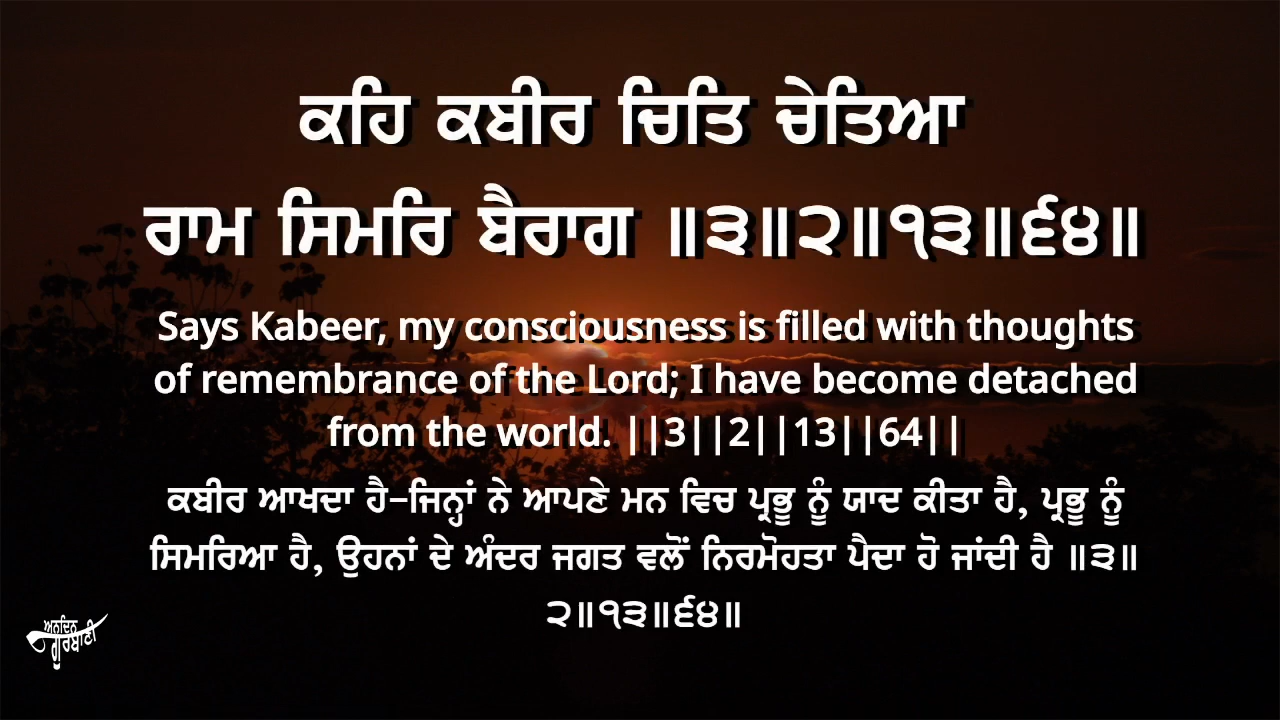 ਕਹਿ ਕਬੀਰ ਚਿਤਿ ਚੇਤਿਆ
ਰਾਮ ਸਿਮਰਿ ਬੈਰਾਗ ॥੩॥੨॥੧੩॥੬੪॥
Says Kabeer, my consciousness is filled with thoughts
of remembrance of the Lord; I have become detached
from the world. ||3||2||13||64||
ਕਬੀਰ ਆਖਦਾ ਹੈ-ਜਿਨ੍ਹਾਂ ਨੇ ਆਪਣੇ ਮਨ ਵਿਚ ਪ੍ਰਭੂ ਨੂੰ ਯਾਦ ਕੀਤਾ ਹੈ, ਪ੍ਰਭੂ ਨੂੰ
ਸਿਮਰਿਆ ਹੈ, ਉਹਨਾਂ ਦੇ ਅੰਦਰ ਜਗਤ ਵਲੋਂ ਨਿਰਮੋਹਤਾ ਪੈਦਾ ਹੋ ਜਾਂਦੀ ਹੈ ॥੩॥
੨॥੧੩॥੬੪॥
ਅਨਦਿਨ
ਗੁਰਬਾਣੀ